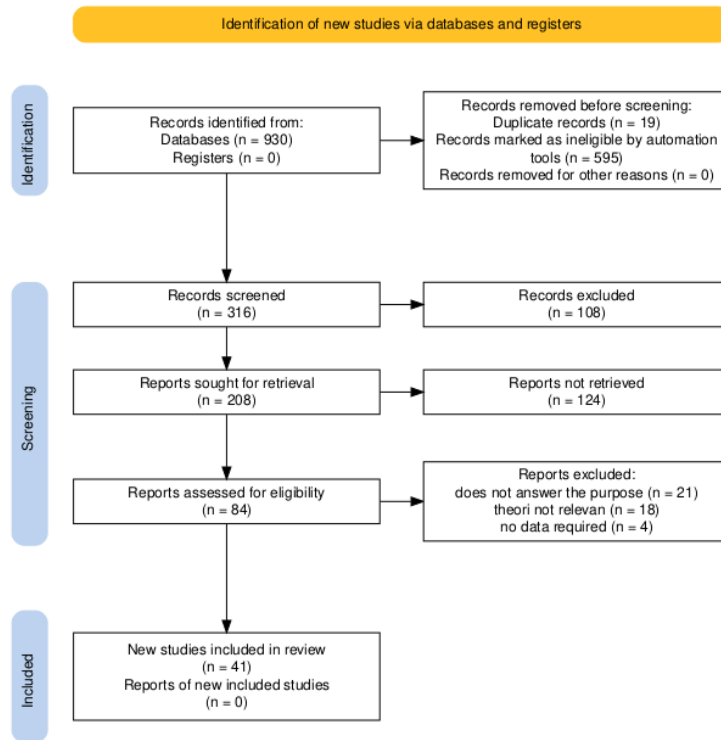 Identification of new studies via databases and registers
Identification
Records identified from:
Databases (n = 930)
Registers (n = 0)
Records removed before screening:
Duplicate records (n = 19)
Records marked as ineligible by automation
tools (n = 595)
Records removed for other reasons (n = 0)
Screening
Records screened
(n = 316)
Records excluded
(n = 108)
Reports sought for retrieval
(n = 208)
Reports not retrieved
(n = 124)
Reports assessed for eligibility
(n = 84)
Reports excluded:
does not answer the purpose (n = 21)
theori not relevan (n = 18)
no data required (n = 4)
Included
New studies included in review
(n = 41)
Reports of new included studies
(n = 0)